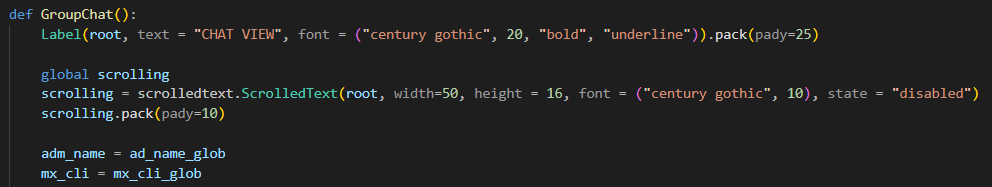 def GroupChat():
Label(root, text = "CHAT VIEW", font = ("century gothic", 20, "bold", "underline")).pack(pady=25)
global scrolling
scrolling = scrolledtext.ScrolledText(root, width=50, height = 16, font = ("century gothic", 10), state = "disabled")
scrolling.pack(pady=10)
adm_name = ad_name_glob
mx_cli = mx_cli_glob